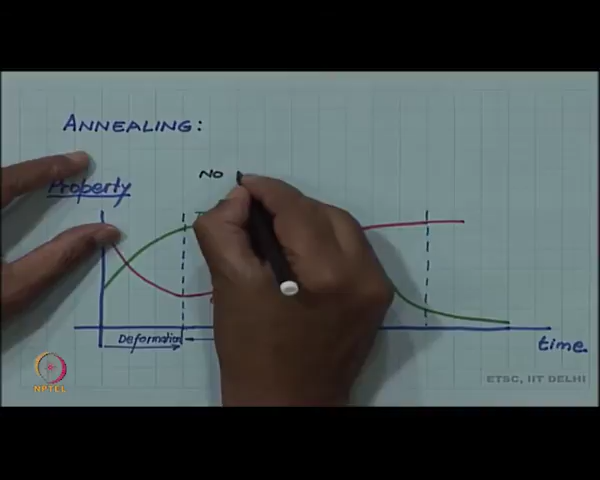 ANNEALING:
NO
Property
Deformation
time
NPTEL
ETSC, IIT DELHI